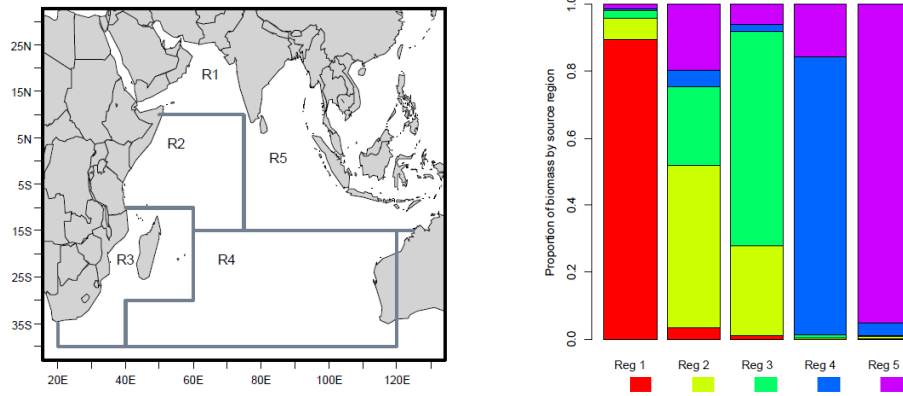 25N
15N
5N
5S
15S
25S
35S
20E
40E
60E
80E
100E
120E
R1
R2
R5
R3
R4
Proportion of biomass by source region
1.0
0.8
0.6
0.4
0.2
0.0
Reg 1
Reg 2
Reg 3
Reg 4
Reg 5